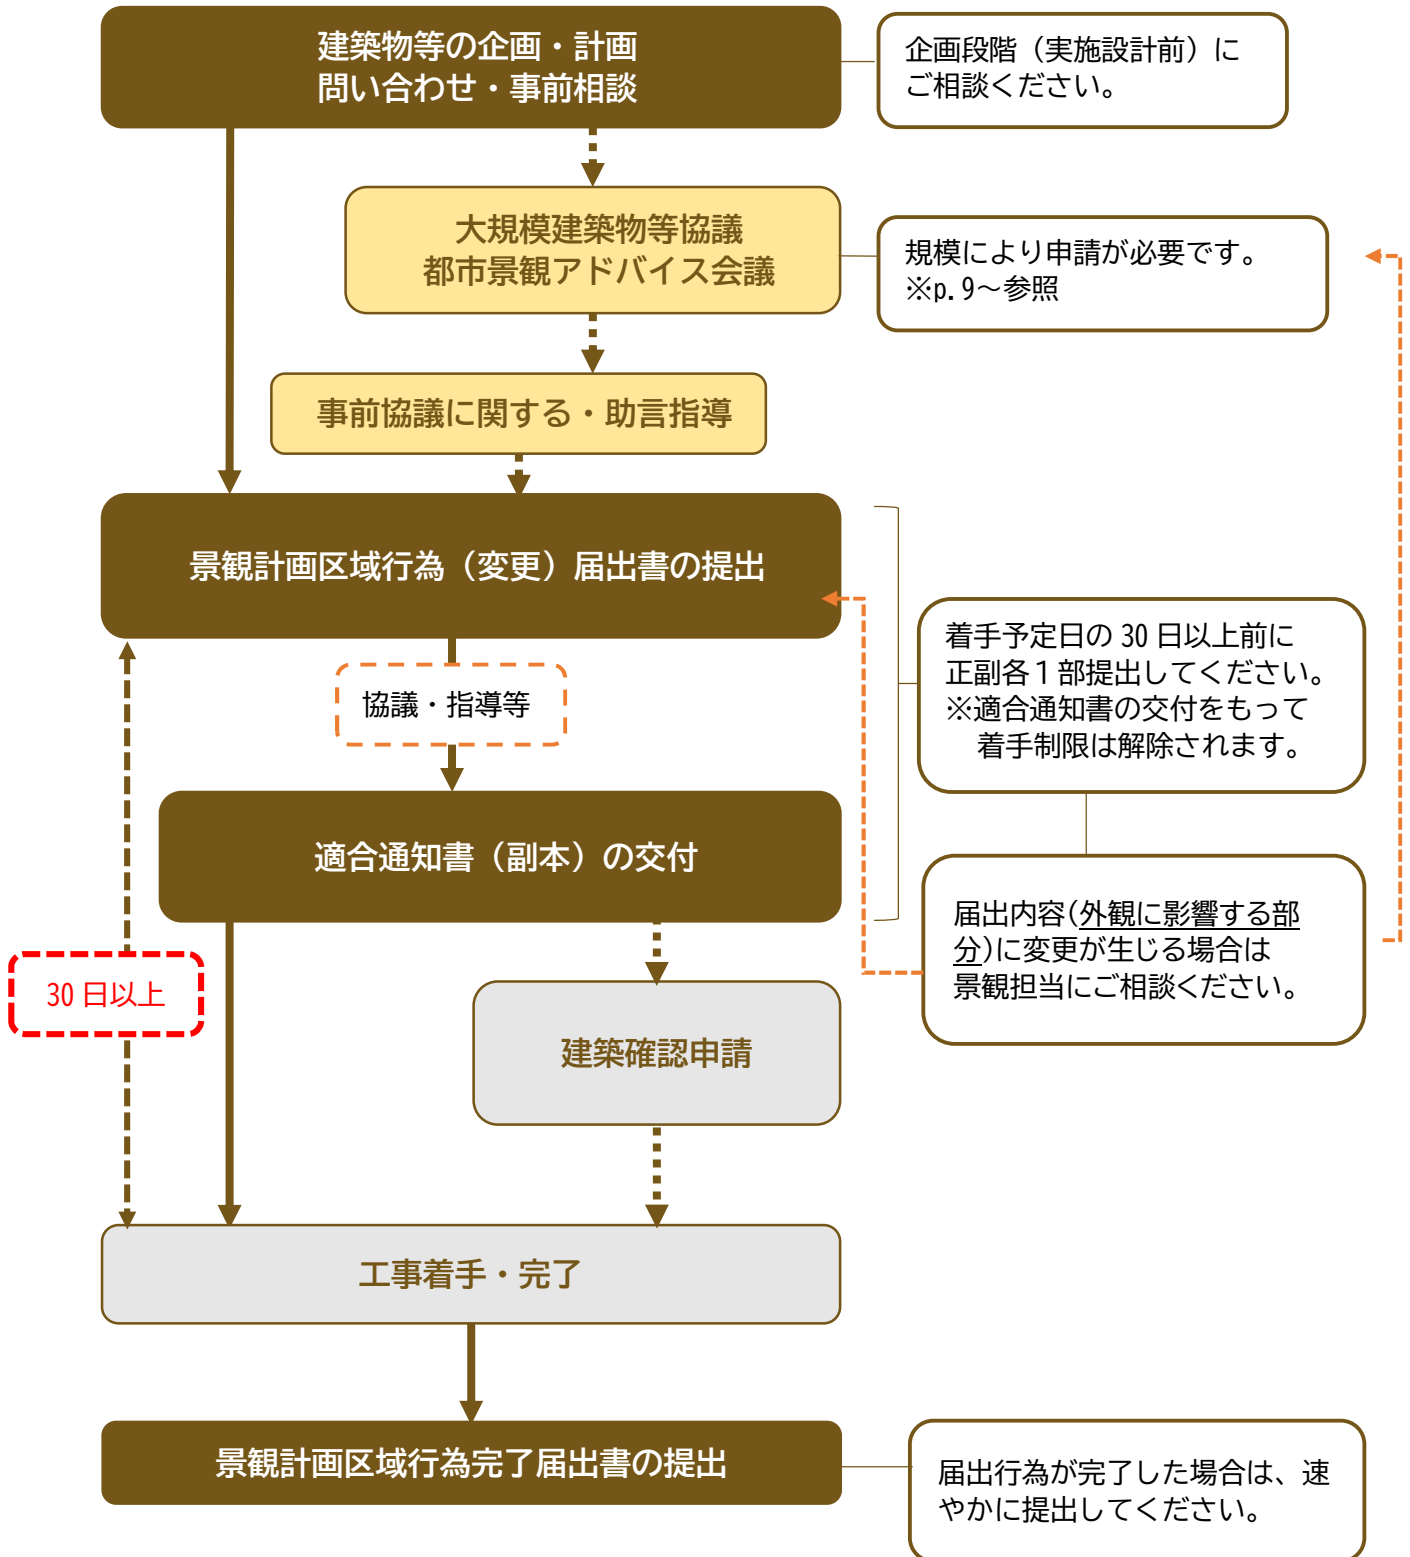 建築物等の企画・計画
問い合わせ・事前相談
企画段階（実施設計前）に
ご相談ください。
大規模建築物等協議
都市景観アドバイス会議
規模により申請が必要です。
※p.9～参照
事前協議に関する・助言指導
景観計画区域行為（変更）届出書の提出
協議・指導等
着手予定日の 30 日以上前に
正副各１部提出してください。
※適合通知書の交付をもって
着手制限は解除されます。
適合通知書（副本）の交付
届出内容(外観に影響する部
分)に変更が生じる場合は
景観担当にご相談ください。
30 日以上
建築確認申請
工事着手・完了
景観計画区域行為完了届出書の提出
届出行為が完了した場合は、速
やかに提出してください。